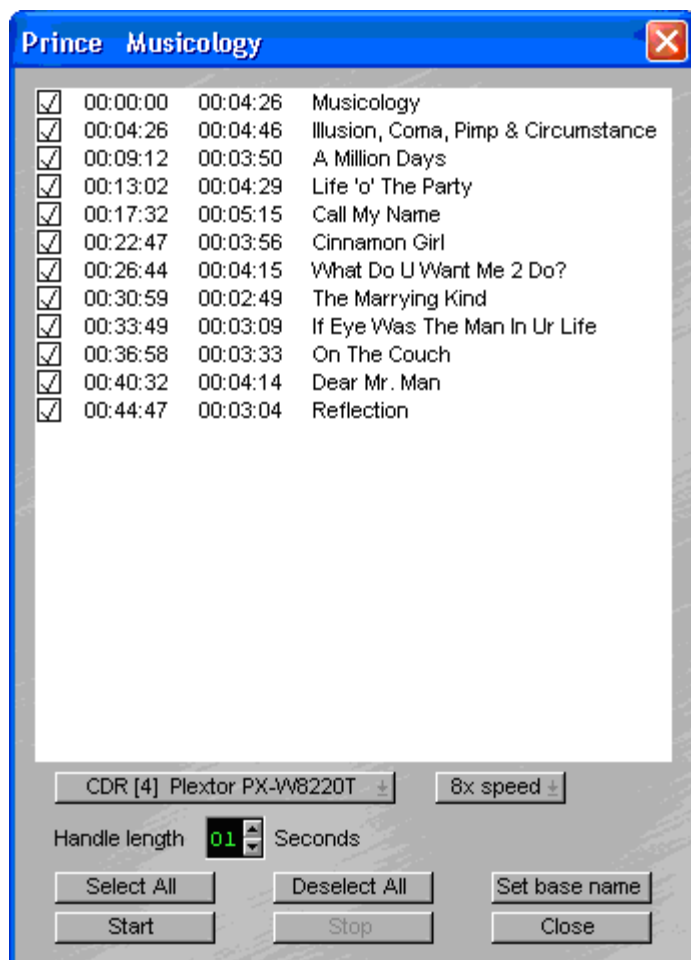 Prince Musicology
00:00:00 00:04:26 Musicology
00:04:26 00:04:46 Illusion, Coma, Pimp & Circumstance
00:09:12 00:03:50 A Million Days
00:13:02 00:04:29 Life 'o' The Party
00:17:32 00:05:15 Call My Name
00:22:47 00:03:56 Cinnamon Girl
00:26:44 00:04:15 What Do U Want Me 2 Do?
00:30:59 00:02:49 The Marrying Kind
00:33:49 00:03:09 If Eye Was The Man In Ur Life
00:36:58 00:03:33 On The Couch
00:40:32 00:04:14 Dear Mr. Man
00:44:47 00:03:04 Reflection
CDR [4] Plextor PX-W8220T 8x speed
Handle length 01 Seconds
Select All Deselect All Set base name
Start Stop Close